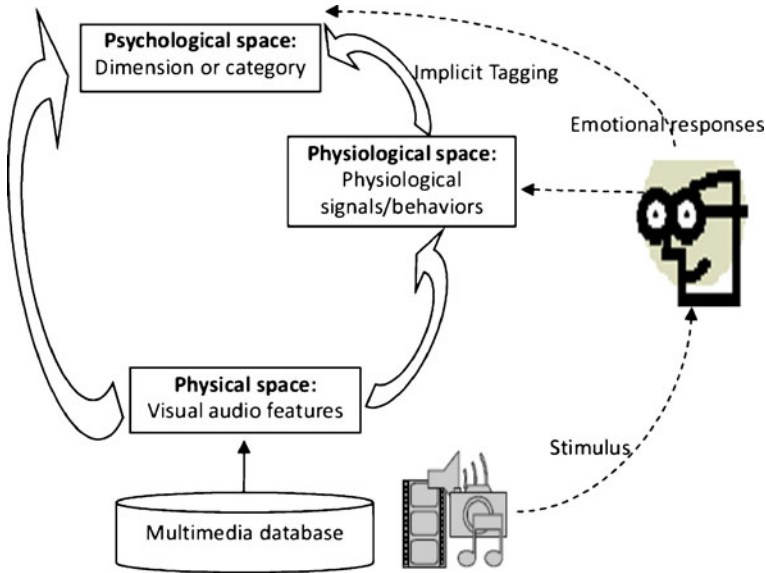 Psychological space:
Dimension or category
Implicit Tagging
Emotional responses
Physiological space:
Physiological
signals/behaviors
Physical space:
Visual audio features
Stimulus
Multimedia database